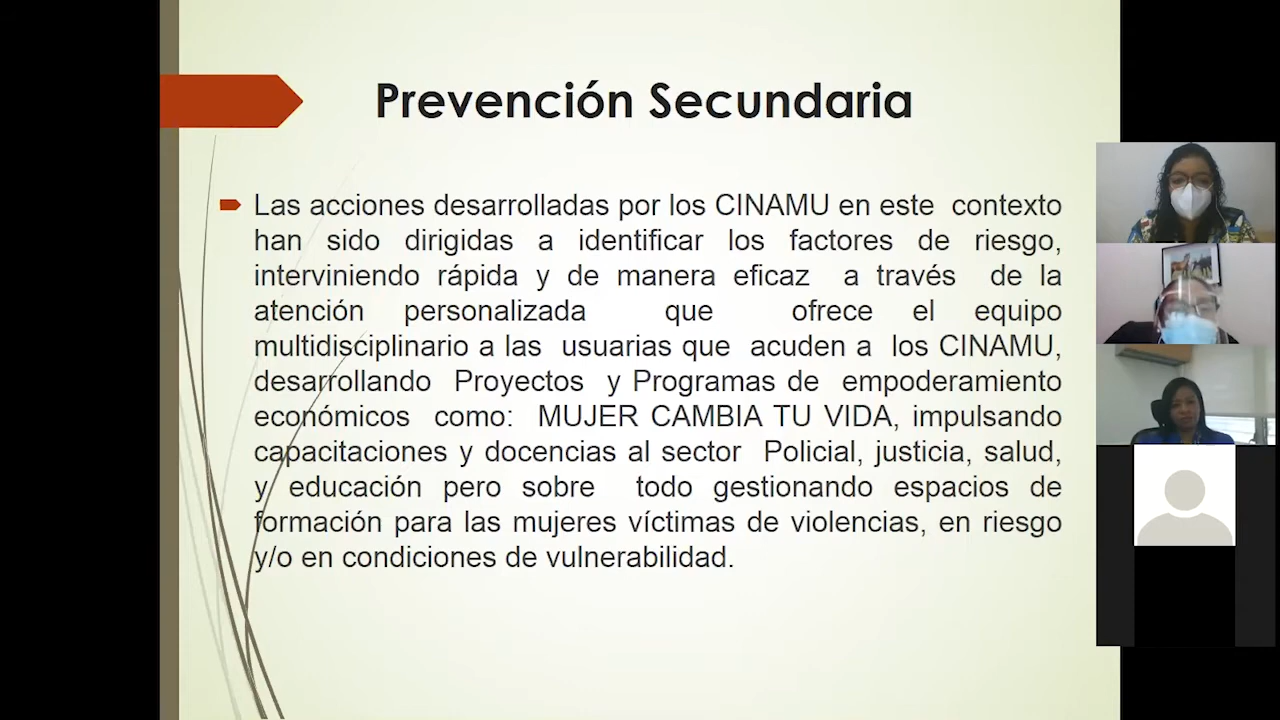 Prevención Secundaria
Las acciones desarrolladas por los CINAMU en este contexto
han sido dirigidas a identificar los factores de riesgo,
interviniendo rápida y de manera eficaz a través de la
atención personalizada que ofrece el equipo
multidisciplinario a las usuarias que acuden a los CINAMU,
desarrollando Proyectos y Programas de empoderamiento
económicos como: MUJER CAMBIA TU VIDA, impulsando
capacitaciones y docencias al sector Policial, justicia, salud,
y educación pero sobre todo gestionando espacios de
formación para las mujeres víctimas de violencias, en riesgo
y/o en condiciones de vulnerabilidad.